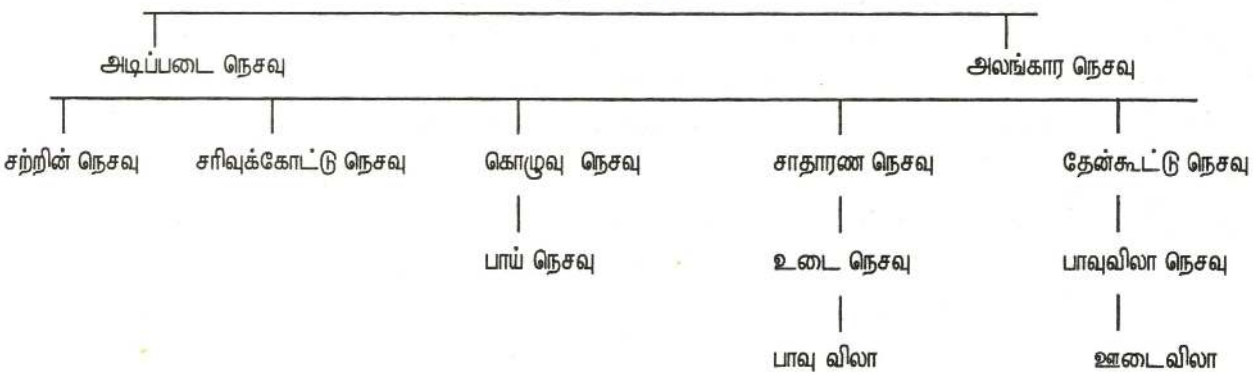 அடிப்படை நெசவு அலங்கார நெசவு
சற்றின் நெசவு சரிவுக்கோட்டு நெசவு கொழுவு நெசவு சாதாரண நெசவு தேன்கூட்டு நெசவு
பாய் நெசவு உடை நெசவு பாவுவிலா நெசவு
பாவு விலா ஊடைவிலா